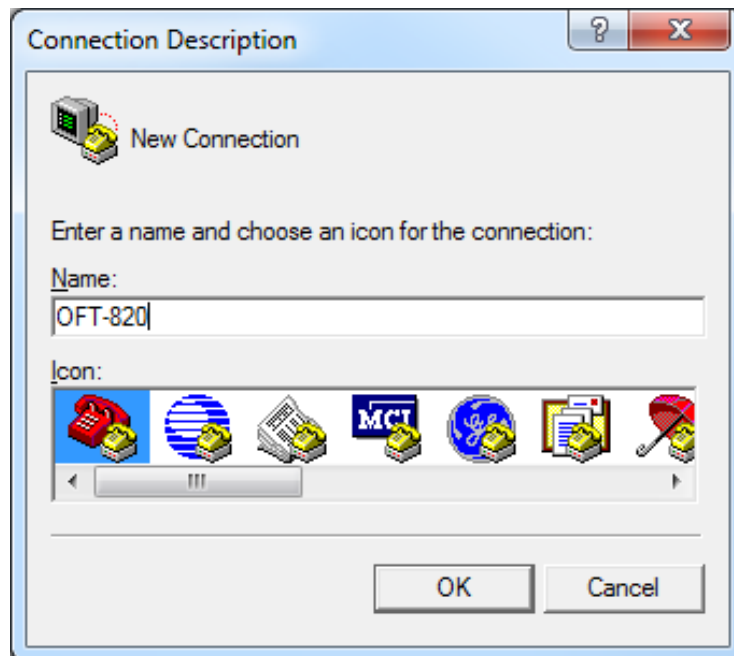 Connection Description
New Connection
Enter a name and choose an icon for the connection:
Name:
OFT-820
Icon:
MCI
OK Cancel